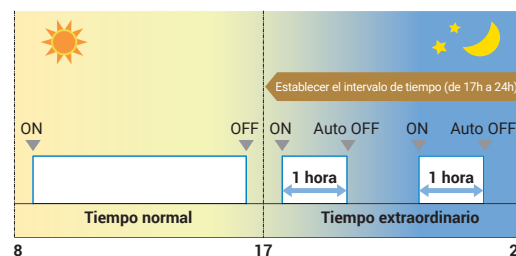 Establecer el intervalo de tiempo (de 17h a 24h)
ON OFF ON Auto OFF ON Auto OFF
1 hora 1 hora
Tiempo normal Tiempo extraordinario
8 17 2